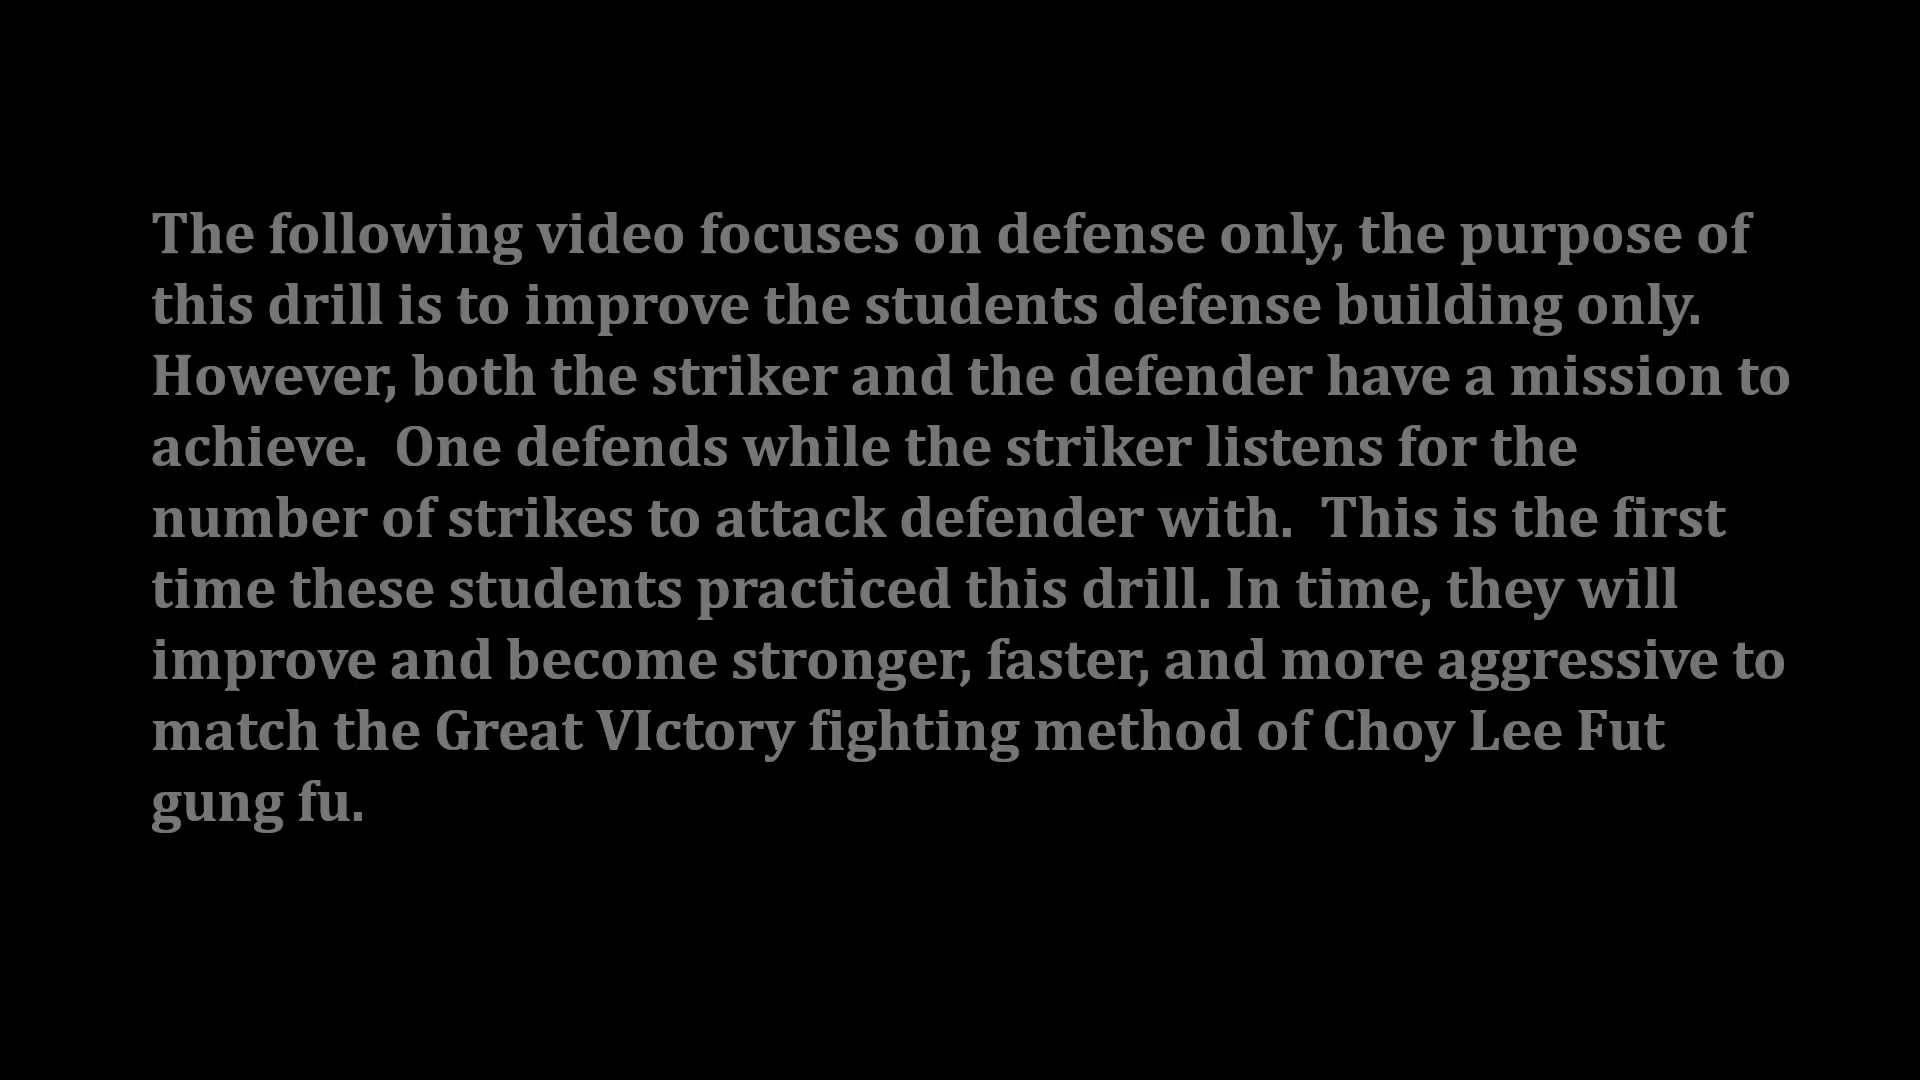 The following video focuses on defense only, the purpose of
this drill is to improve the students defense building only.
However, both the striker and the defender have a mission to
achieve.  One defends while the striker listens for the
number of strikes to attack defender with.  This is the first
time these students practiced this drill. In time, they will
improve and become stronger, faster, and more aggressive to
match the Great VIctory fighting method of Choy Lee Fut
gung fu.